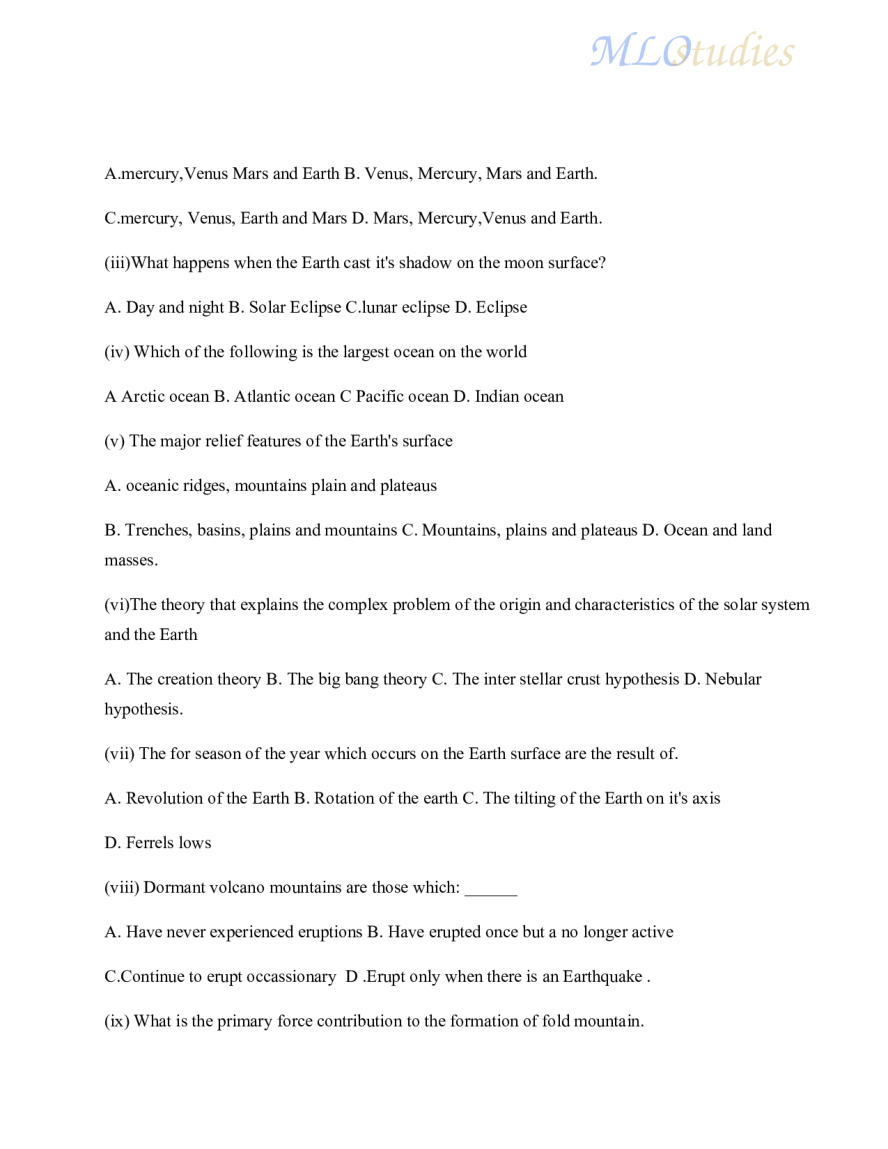 MLOstudies
A.mercury,Venus Mars and Earth B. Venus, Mercury, Mars and Earth.
C.mercury, Venus, Earth and Mars D. Mars, Mercury,Venus and Earth.
(iii)What happens when the Earth cast it's shadow on the moon surface?
A. Day and night B. Solar Eclipse C.lunar eclipse D. Eclipse
(iv) Which of the following is the largest ocean on the world
A Arctic ocean B. Atlantic ocean C Pacific ocean D. Indian ocean
(v) The major relief features of the Earth's surface
A. oceanic ridges, mountains plain and plateaus
B. Trenches, basins, plains and mountains C. Mountains, plains and plateaus D. Ocean and land
masses.
(vi)The theory that explains the complex problem of the origin and characteristics of the solar system
and the Earth
A. The creation theory B. The big bang theory C. The inter stellar crust hypothesis D. Nebular
hypothesis.
(vii) The for season of the year which occurs on the Earth surface are the result of.
A. Revolution of the Earth B. Rotation of the earth C. The tilting of the Earth on it's axis
D. Ferrels lows
(viii) Dormant volcano mountains are those which: ______
A. Have never experienced eruptions B. Have erupted once but a no longer active
C.Continue to erupt occassionary  D .Erupt only when there is an Earthquake .
(ix) What is the primary force contribution to the formation of fold mountain.